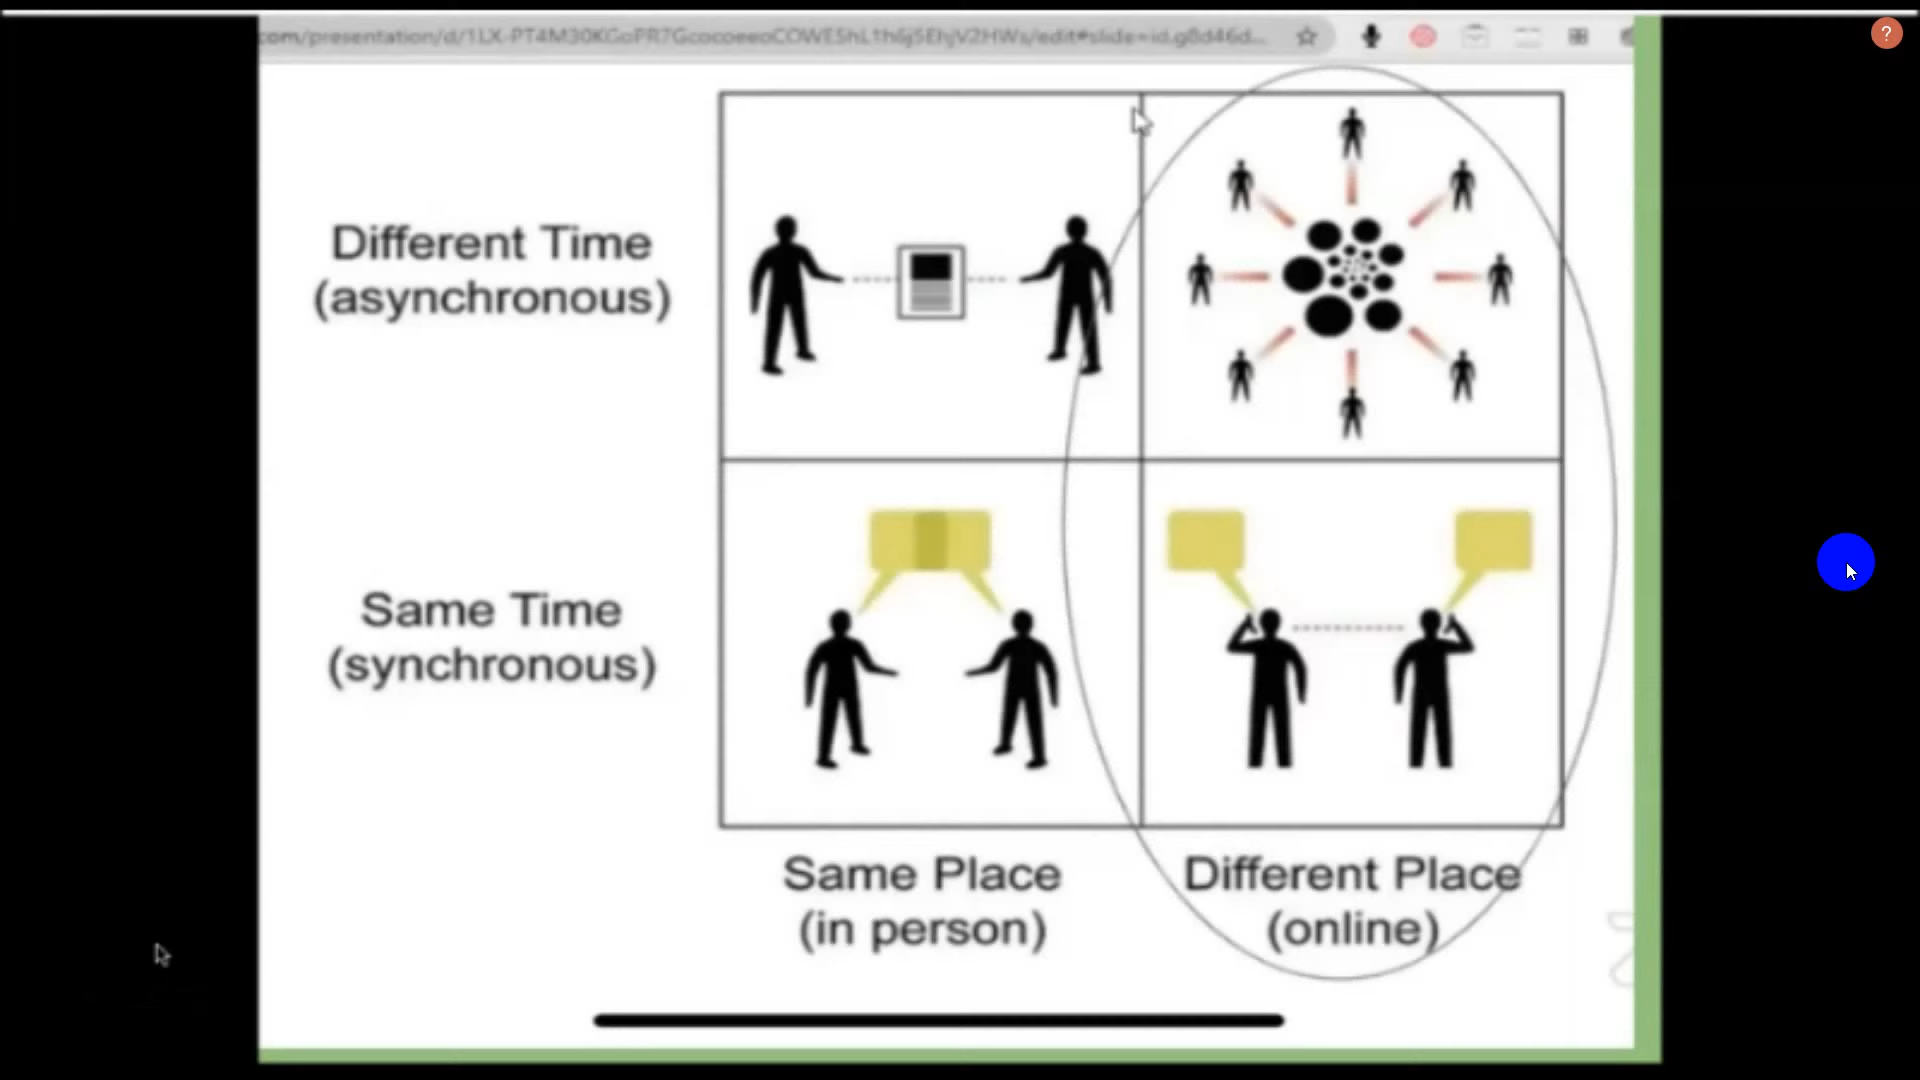 Different Time
(asynchronous)
Same Time
(synchronous)
Same Place
(in person)
Different Place
(online)
?